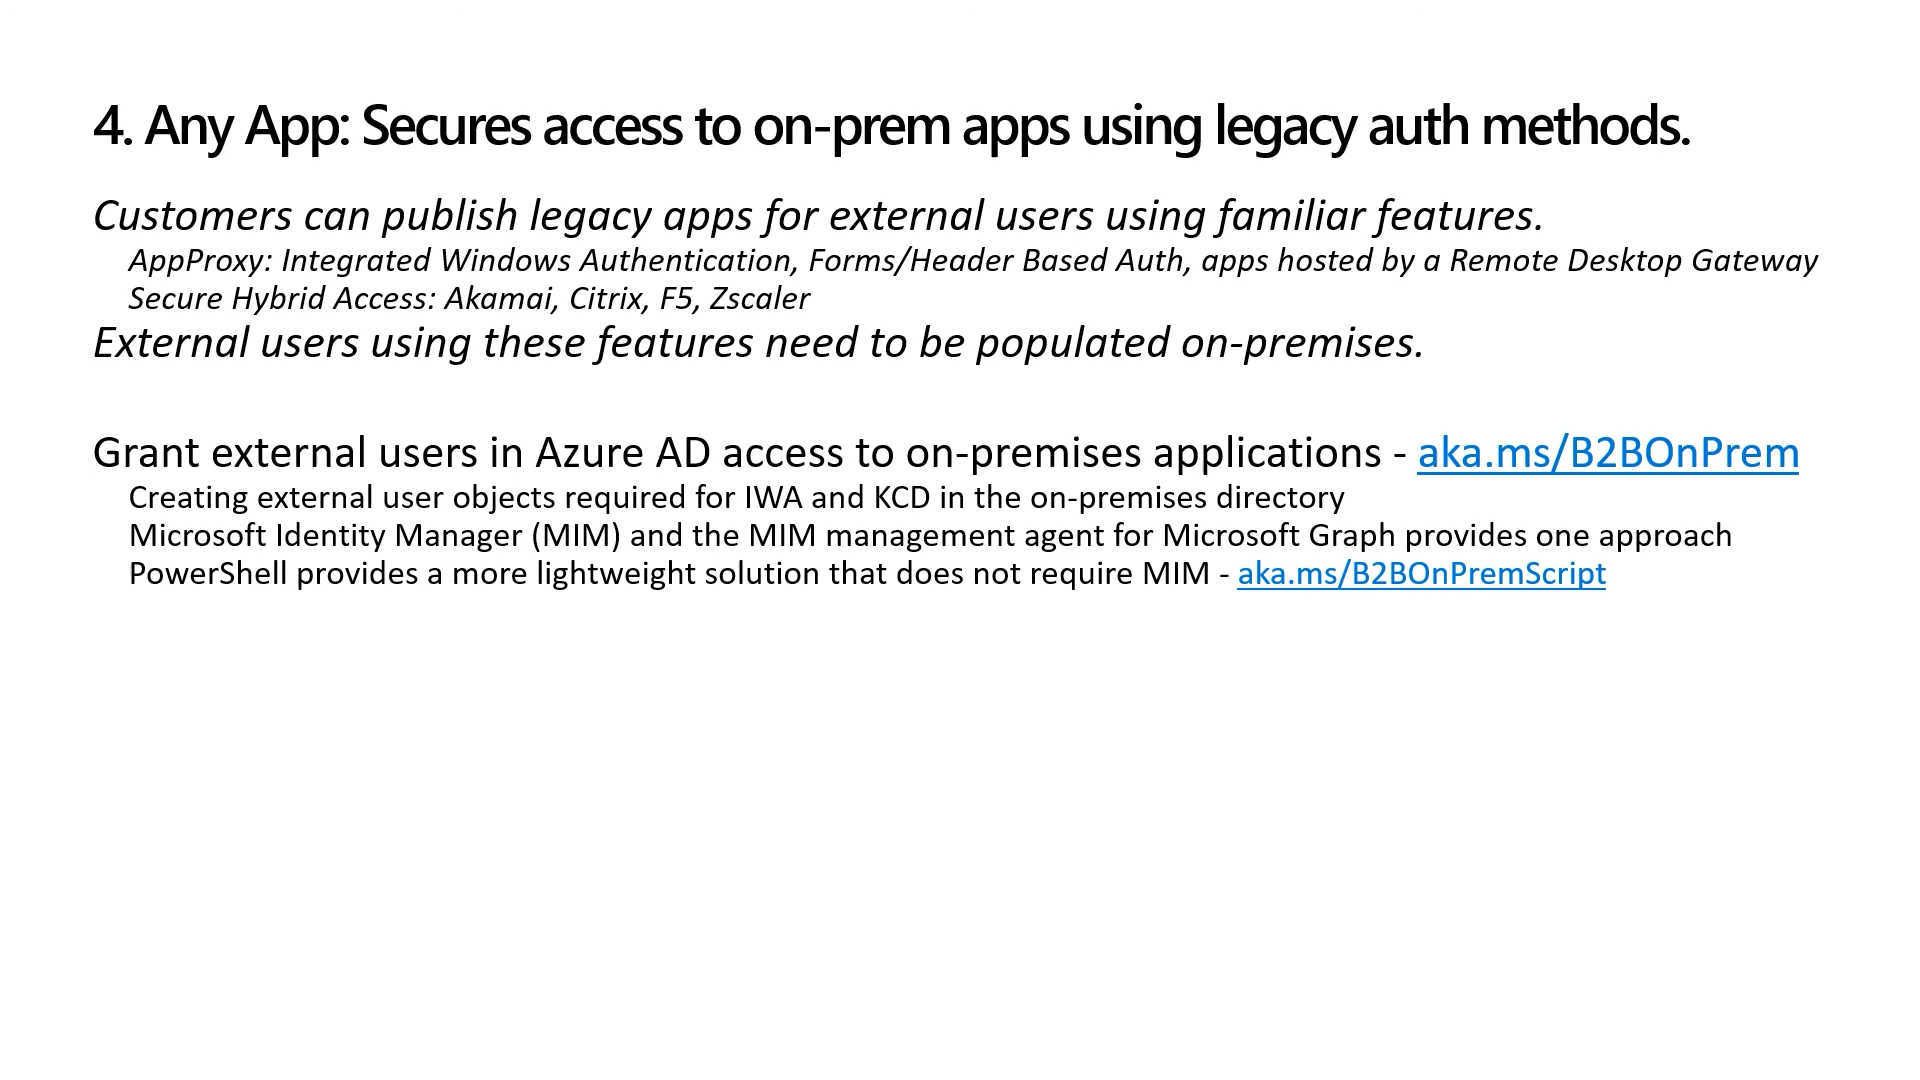 4. Any App: Secures access to on-prem apps using legacy auth methods.
Customers can publish legacy apps for external users using familiar features.
AppProxy: Integrated Windows Authentication, Forms/Header Based Auth, apps hosted by a Remote Desktop Gateway
Secure Hybrid Access: Akamai, Citrix, F5, Zscaler
External users using these features need to be populated on-premises.
Grant external users in Azure AD access to on-premises applications - aka.ms/B2BOnPrem
Creating external user objects required for IWA and KCD in the on-premises directory
Microsoft Identity Manager (MIM) and the MIM management agent for Microsoft Graph provides one approach
PowerShell provides a more lightweight solution that does not require MIM - aka.ms/B2BOnPremScript